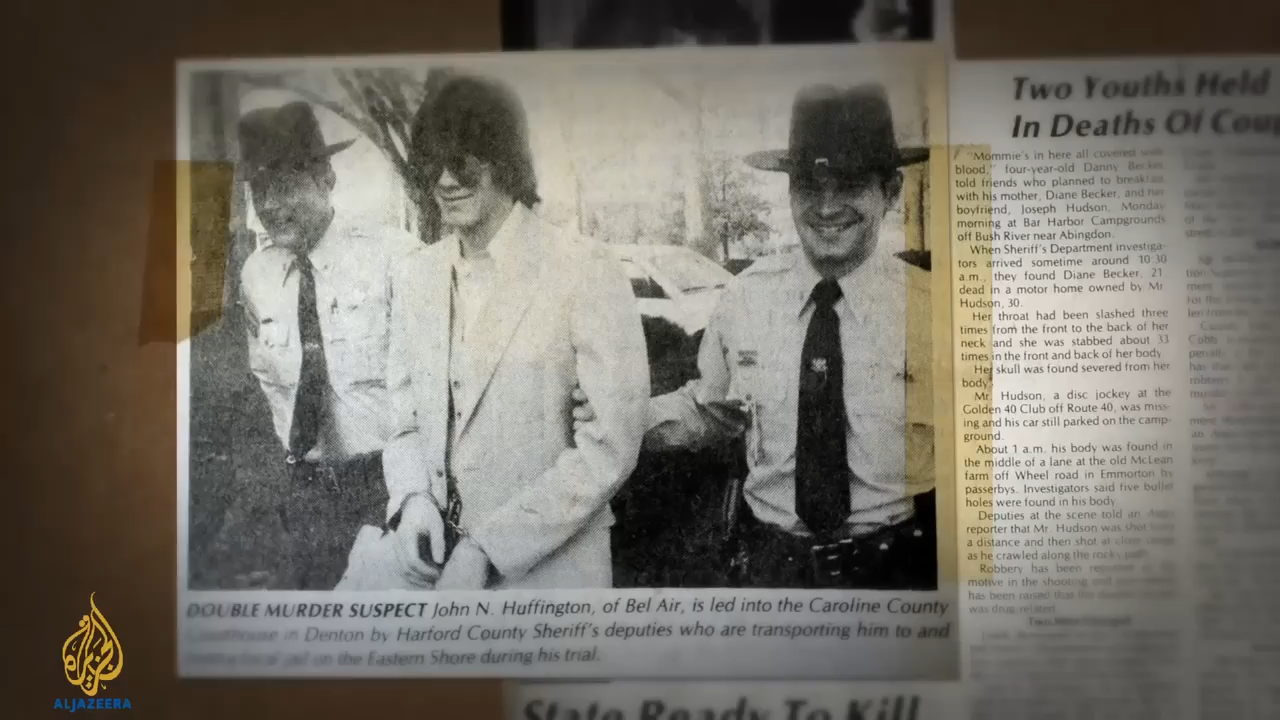 DOUBLE MURDER SUSPECT John N. Huffington, of Bel Air, is led into the Caroline County
Courthouse in Denton by Harford County Sheriff's deputies who are transporting him to and
on the Eastern Shore during his trial.
Two Youths Held
In Deaths Of
"Mommie's in here all covered with
blood," four-year-old Danny Becker
told friends who planned to breakfast
with his mother, Diane Becker, and her
boyfriend, Joseph Hudson, Monday
morning at Bar Harbor Campgrounds
off Bush River near Abingdon.
When Sheriff's Department investiga-
tors arrived sometime around 10:30
a.m., they found Diane Becker, 21
dead in a motor home owned by Mr
Hudson, 30.
Her throat had been slashed three
times from the front to the back of her
neck and she was stabbed about 33
times in the front and back of her body
Her skull was found severed from her
body.
Mr. Hudson, a disc jockey at the
Golden 40 Club off Route 40, was miss-
ing and his car still parked on the camp-
ground.
About 1 a.m. his body was found in
the middle of a lane at the old McLean
farm off Wheel road in Emmorton by
passerbys. Investigators said five bullet
holes were found in his body
Deputies at the scene told an
reporter that Mr. Hudson was shot from
a distance and then shot at close range
as he crawled along the rocky path.
Robbery has been
motive in the shooting
has been raised that the
was drug related.
State Ready To Kill
ALJAZEERA